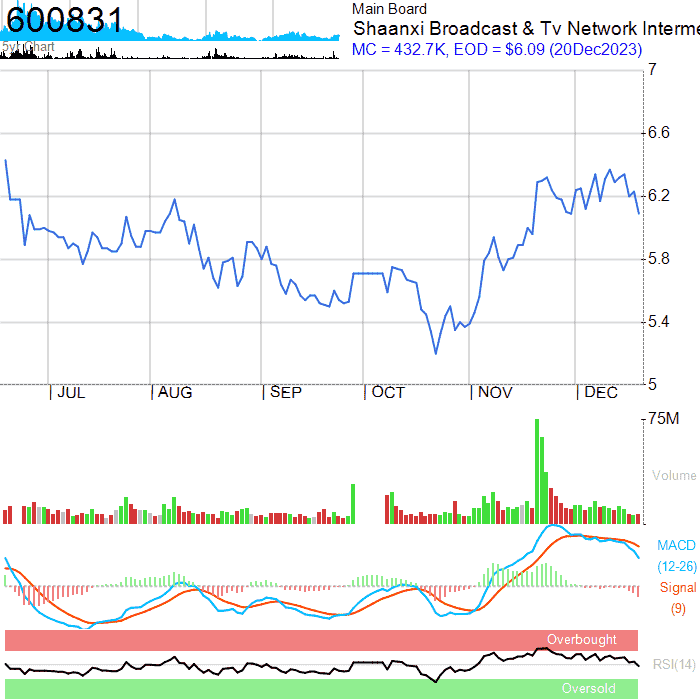 600831
5yr Chart
Main Board
Shaanxi Broadcast & Tv Network Interme
MC = 432.7K, EOD = $6.09 (20Dec2023)
7
6.6
6.2
5.8
5.4
5
| JUL | AUG | SEP | OCT | NOV | DEC
75M
Volume
MACD
(12-26)
Signal
(9)
Overbought
RSI(14)
Oversold